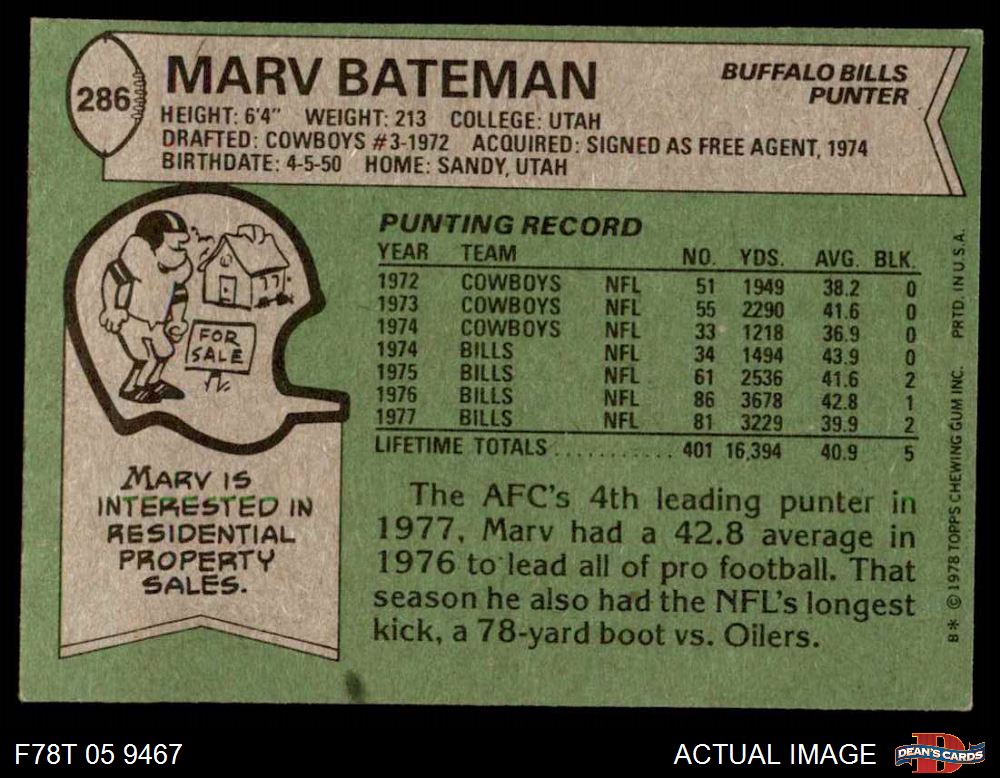 286
MARV BATEMAN
BUFFALO BILLS
PUNTER
HEIGHT: 6'4" WEIGHT: 213 COLLEGE: UTAH
DRAFTED: COWBOYS #3-1972 ACQUIRED: SIGNED AS FREE AGENT, 1974
BIRTHDATE: 4-5-50 HOME: SANDY, UTAH
FOR
SALE
MARV IS
INTERESTED IN
RESIDENTIAL
PROPERTY
SALES.
PUNTING RECORD
YEAR TEAM NO. YDS. AVG. BLK.
1972 COWBOYS NFL 51 1949 38.2 0
1973 COWBOYS NFL 55 2290 41.6 0
1974 COWBOYS NFL 33 1218 36.9 0
1974 BILLS NFL 34 1494 43.9 0
1975 BILLS NFL 61 2536 41.6 2
1976 BILLS NFL 86 3678 42.8 1
1977 BILLS NFL 81 3229 39.9 2
LIFETIME TOTALS ........... 401 16,394 40.9 5
The AFC's 4th leading punter in
1977, Marv had a 42.8 average in
1976 to lead all of pro football. That
season he also had the NFL's longest
kick, a 78-yard boot vs. Oilers.
B* © 1978 TOPPS CHEWING GUM INC. PRTD. IN U.S.A.
F78T 05 9467
ACTUAL IMAGE
DEAN'S CARDS